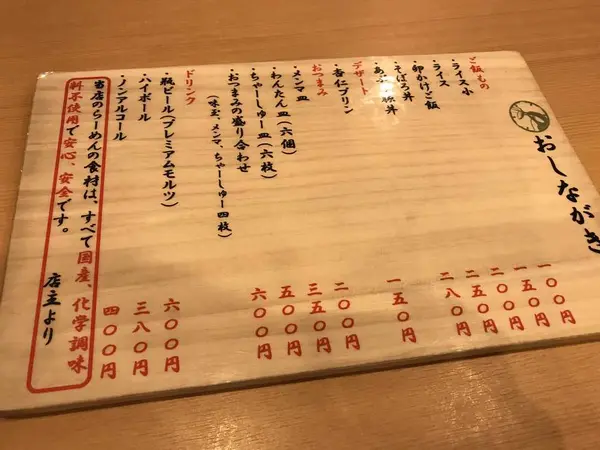 おしながき
ご飯もの
・ライス小 一〇〇円
・ライス 一五〇円
・卵かけご飯 二〇〇円
・そぼろ丼 二五〇円
二八〇円
デザート
・杏仁プリン 一五〇円
おつまみ
・メンマ皿 二〇〇円
・わんたん皿(六個) 三五〇円
・ちゃーしゅー皿(六枚) 五〇〇円
・おつまみの盛り合わせ 六〇〇円
(味玉、メンマ、ちゃーしゅー四枚)
ドリンク
・瓶ビール(プレミアムモルツ) 六〇〇円
・ハイボール 三八〇円
・ノンアルコール 四〇〇円
当店のらーめんの食材は、すべて国産、化学調味
料不使用で安心、安全です。
店主より